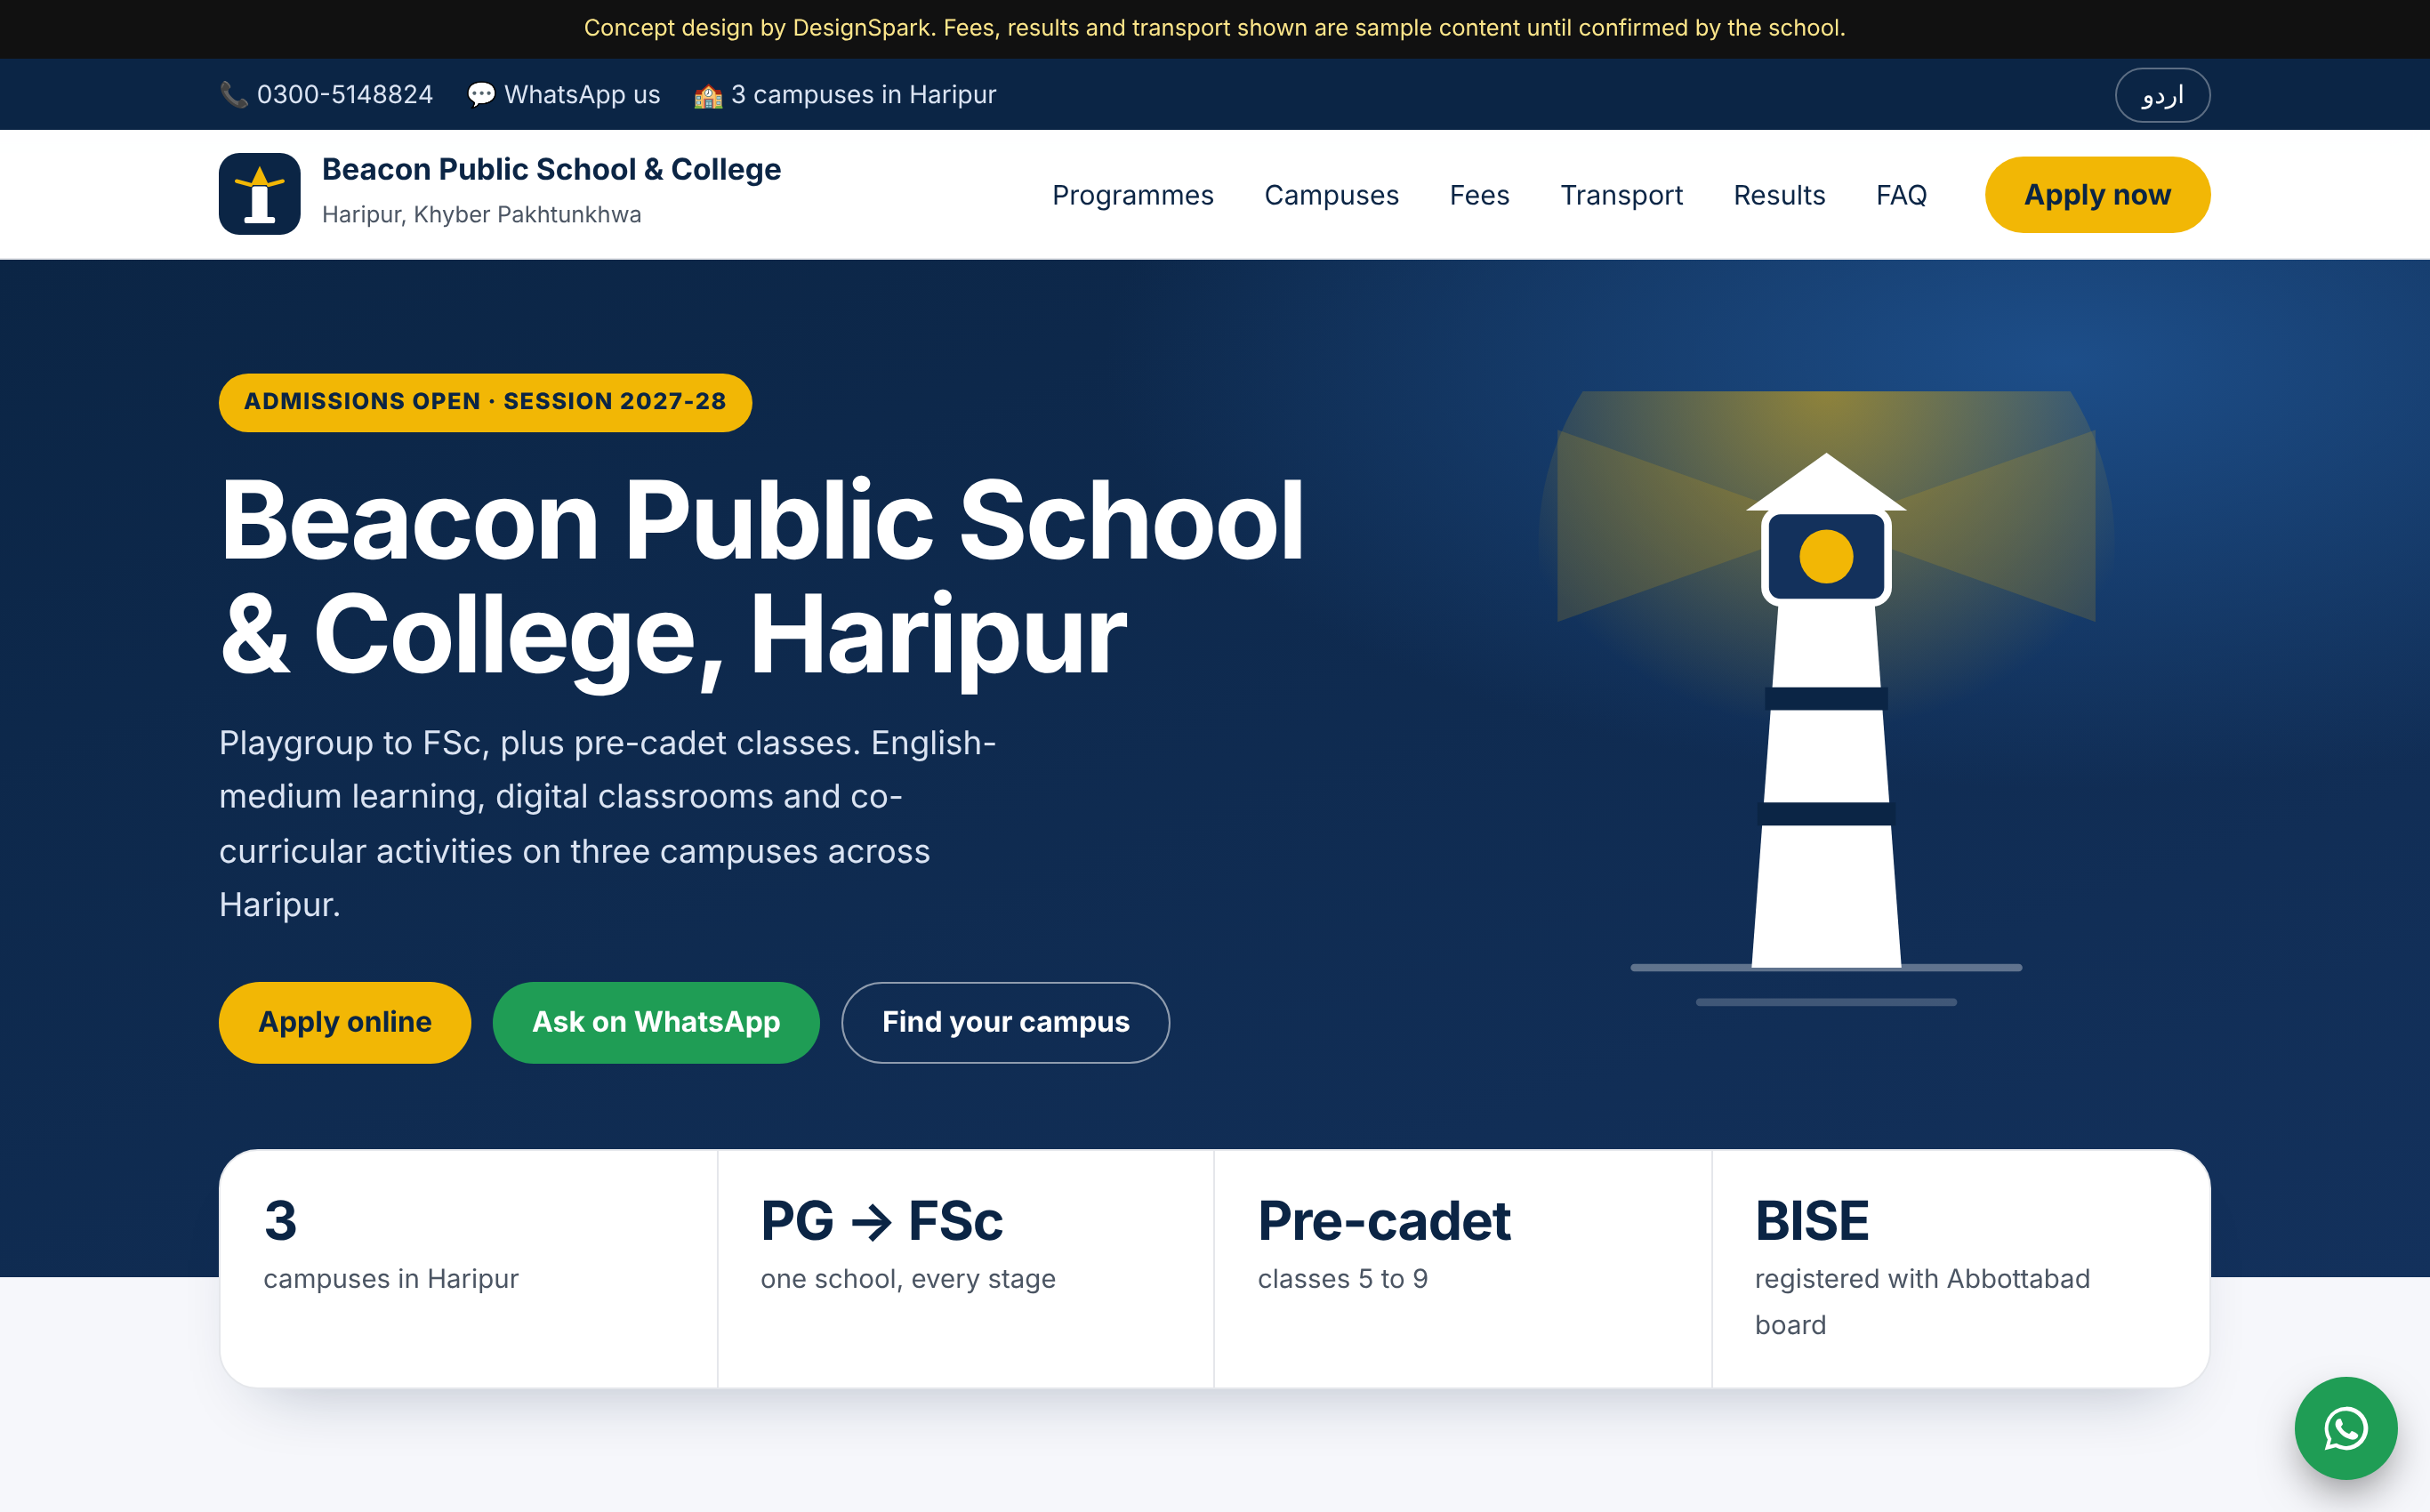 Concept design by DesignSpark. Fees, results and transport shown are sample content until confirmed by the school.
📞 0300-5148824 💬 WhatsApp us 🏫 3 campuses in Haripur اردو
Beacon Public School & College
Haripur, Khyber Pakhtunkhwa
Programmes Campuses Fees Transport Results FAQ Apply now
ADMISSIONS OPEN · SESSION 2027-28
Beacon Public School
& College, Haripur
Playgroup to FSc, plus pre-cadet classes. English-
medium learning, digital classrooms and co-
curricular activities on three campuses across
Haripur.
Apply online Ask on WhatsApp Find your campus
3
campuses in Haripur
PG → FSc
one school, every stage
Pre-cadet
classes 5 to 9
BISE
registered with Abbottabad
board